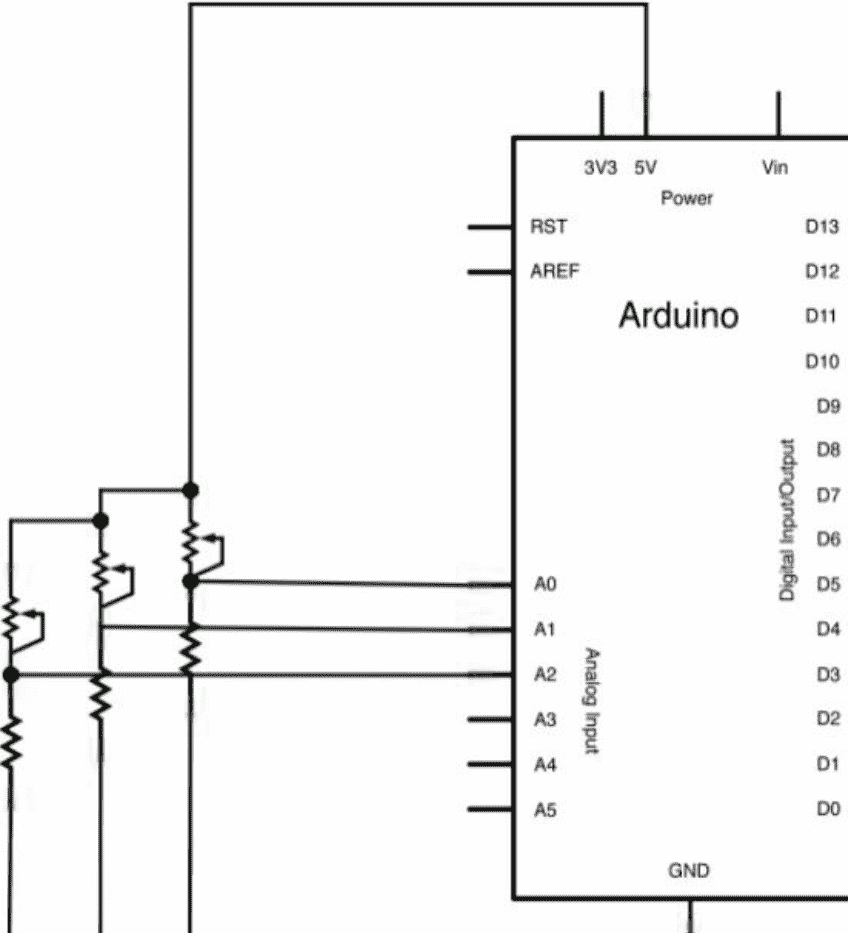 3V3 5V Vin
Power
RST D13
AREF D12
Arduino D11
D10
D9
D8
D7
D6
Digital Input/Output
A0 D5
A1 D4
A2 D3
Analog Input
A3 D2
A4 D1
A5 D0
GND